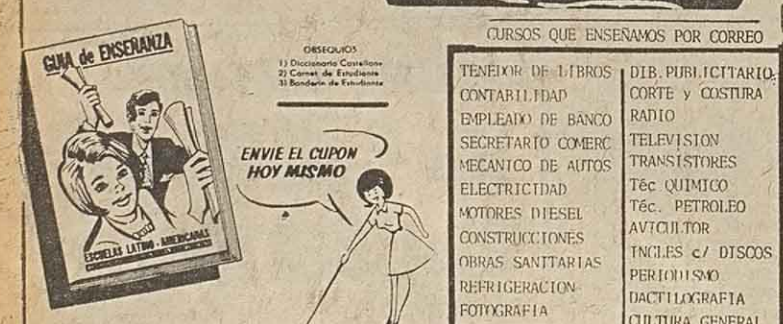 GUIA de ENSEÑANZA
ESCUELAS LATINO-AMERICANAS
OBSEQUIOS
1) Diccionario Castellano
2) Carnet de Estudiante
3) Banderín de Estudiante
ENVIE EL CUPON
HOY MISMO
CURSOS QUE ENSEÑAMOS POR CORREO
TENEDOR DE LIBROS
CONTABILIDAD
EMPLEADO DE BANCO
SECRETARIO COMERC
MECANICO DE AUTOS
ELECTRICIDAD
MOTORES DIESEL
CONSTRUCCIONES
OBRAS SANITARIAS
REFRIGERACION
FOTOGRAFIA
DIB. PUBLICITARIO
CORTE y COSTURA
RADIO
TELEVISION
TRANSISTORES
Téc QUIMICO
Téc. PETROLEO
AVICULTOR
INGLES c/ DISCOS
PERIODISMO
DACTILOGRAFIA
CULTURA GENERAL